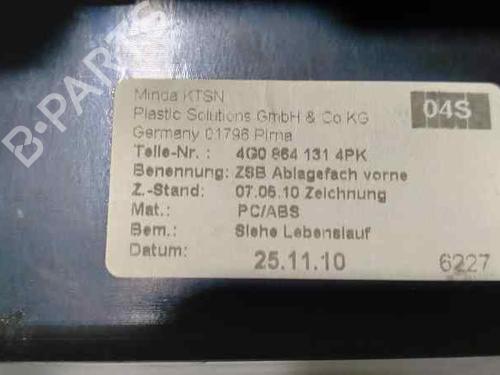 B-PARTS
Minda KTSN
Plastic Solutions GmbH & Co KG
Germany 01796 Pirna
04S
Teile-Nr. : 4G0 864 131 4PK
Benennung: ZSB Ablagefach vorne
Z.-Stand: 07.06.10 Zeichnung
Mat.: PC/ABS
Bem.: Siehe Lebenslauf
Datum: 25.11.10 6227